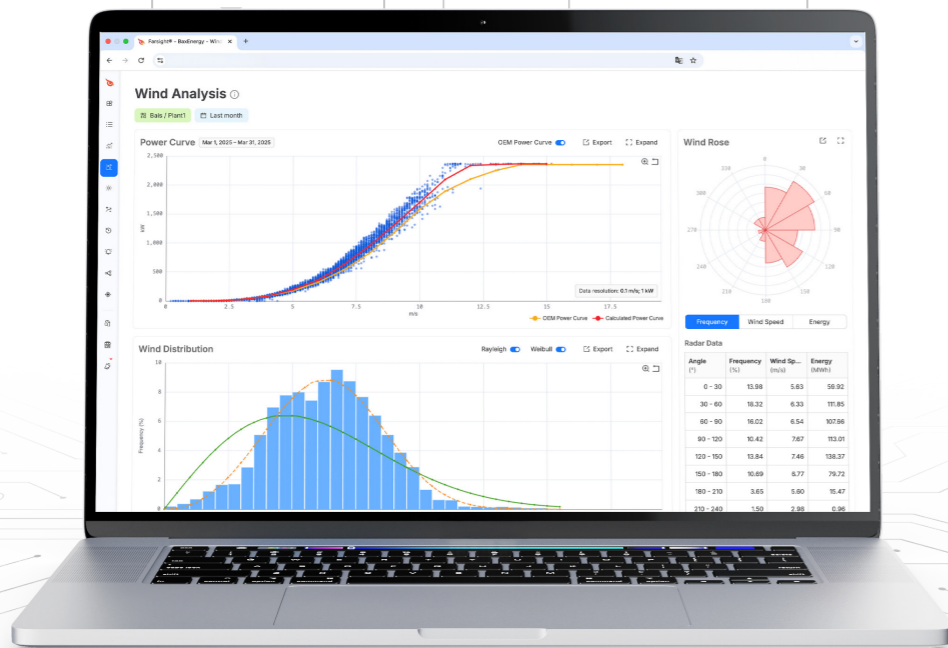 Farsight® - BaxEnergy - Win
Wind Analysis
Bais / Plant1
Last month
Power Curve
Mar 1, 2025 – Mar 31, 2025
OEM Power Curve
Export
Expand
2,500
2,000
1,500
kW
1,000
500
0
0
2.5
5
7.5
10
12.5
15
17.5
m/s
Data resolution: 0.1 m/s; 1 kW
OEM Power Curve
Calculated Power Curve
Wind Rose
0
30
60
90
120
150
180
210
240
270
300
330
Frequency
Wind Speed
Energy
Radar Data
Angle Frequency Wind Sp... Energy
(°) (%) (m/s) (MWh)
0 - 30 13.98 5.63 59.92
30 - 60 18.32 6.33 111.85
60 - 90 16.02 6.54 107.98
90 - 120 10.42 7.67 113.01
120 - 150 13.84 7.46 138.37
150 - 180 10.69 6.77 79.72
180 - 210 3.65 5.60 15.47
210 - 240 1.50 2.98 0.96
Wind Distribution
Rayleigh
Weibull
Export
Expand
10
8
6
4
2
0
Frequency (%)